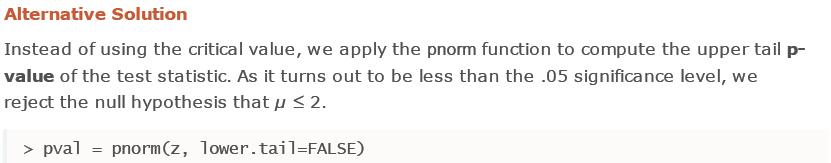 Alternative Solution
Instead of using the critical value, we apply the pnorm function to compute the upper tail p-
value of the test statistic. As it turns out to be less than the .05 significance level, we
reject the null hypothesis that μ ≤ 2.
> pval = pnorm(z, lower.tail=FALSE)